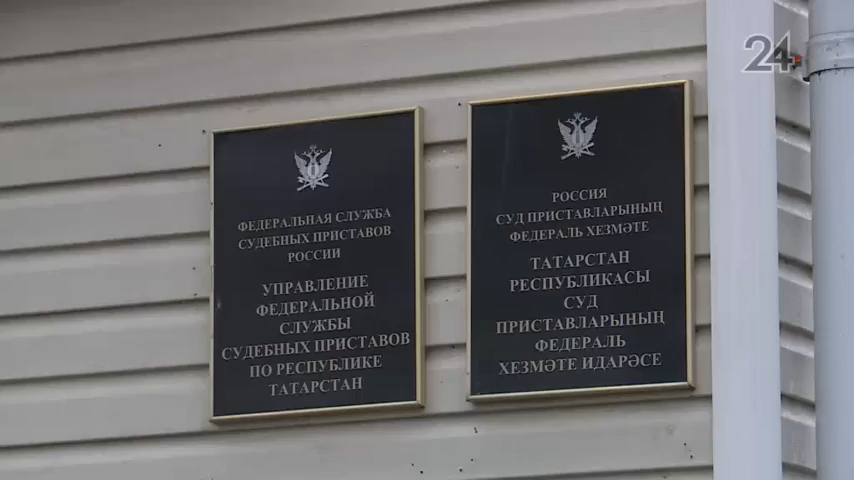 24
ФЕДЕРАЛЬНАЯ СЛУЖБА
СУДЕБНЫХ ПРИСТАВОВ
РОССИИ
УПРАВЛЕНИЕ
ФЕДЕРАЛЬНОЙ
СЛУЖБЫ
СУДЕБНЫХ ПРИСТАВОВ
ПО РЕСПУБЛИКЕ
ТАТАРСТАН
РОССИЯ
СУД ПРИСТАВЛАРЫНЫҢ
ФЕДЕРАЛЬ ХЕЗМӘТЕ
ТАТАРСТАН
РЕСПУБЛИКАСЫ
СУД
ПРИСТАВЛАРЫНЫҢ
ФЕДЕРАЛЬ
ХЕЗМӘТЕ ИДАРӘСЕ